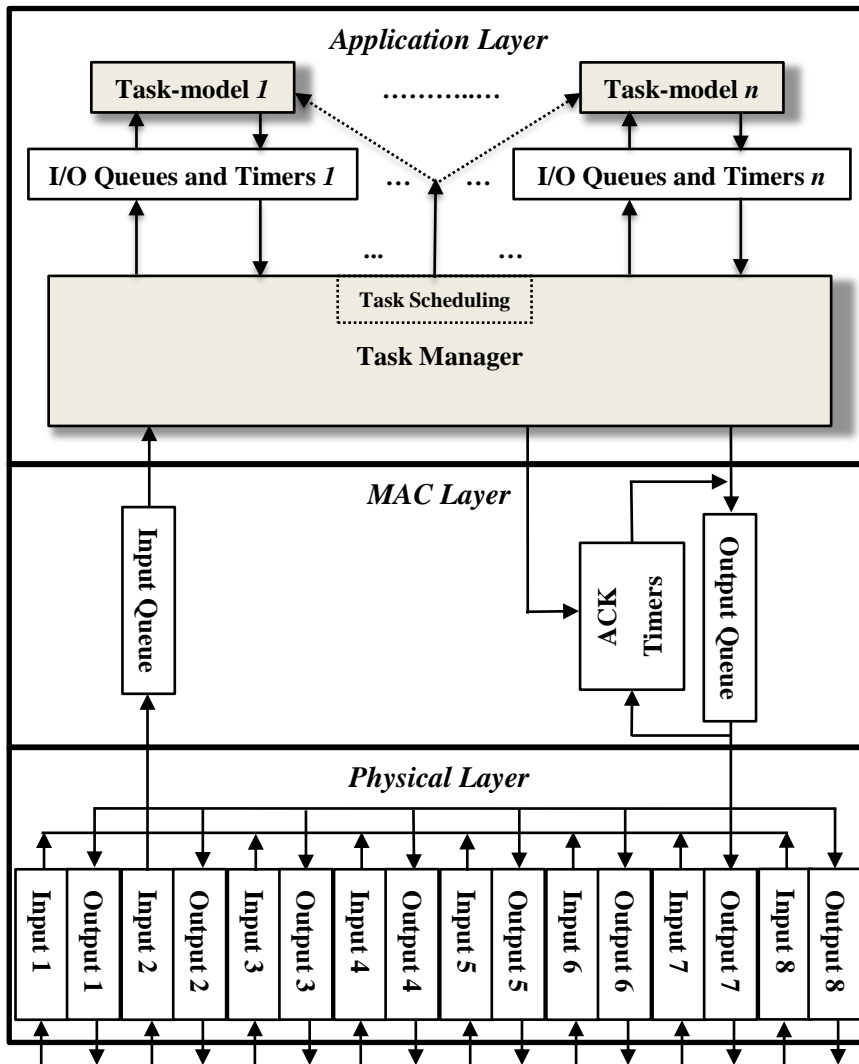 Application Layer
Task-model 1
………..…
Task-model n
I/O Queues and Timers 1
… …
I/O Queues and Timers n
... …
Task Scheduling
Task Manager
MAC Layer
Input Queue
ACK
Timers
Output Queue
Physical Layer
Input 1
Output 1
Input 2
Output 2
Input 3
Output 3
Input 4
Output 4
Input 5
Output 5
Input 6
Output 6
Input 7
Output 7
Input 8
Output 8